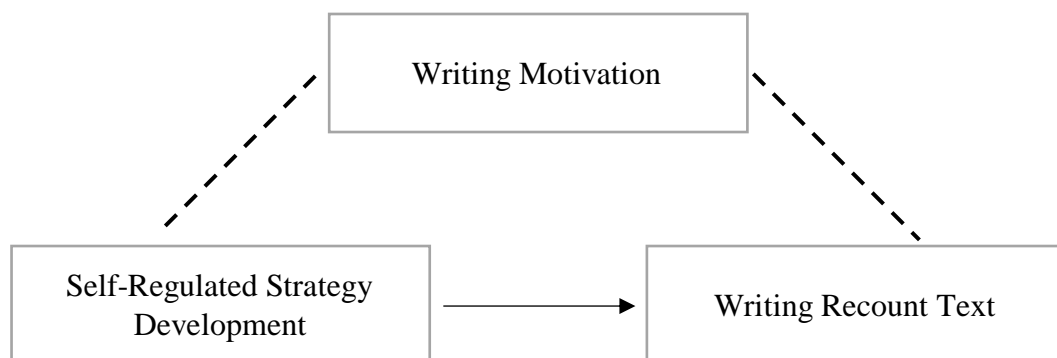 Writing Motivation
Self-Regulated Strategy
Development
Writing Recount Text